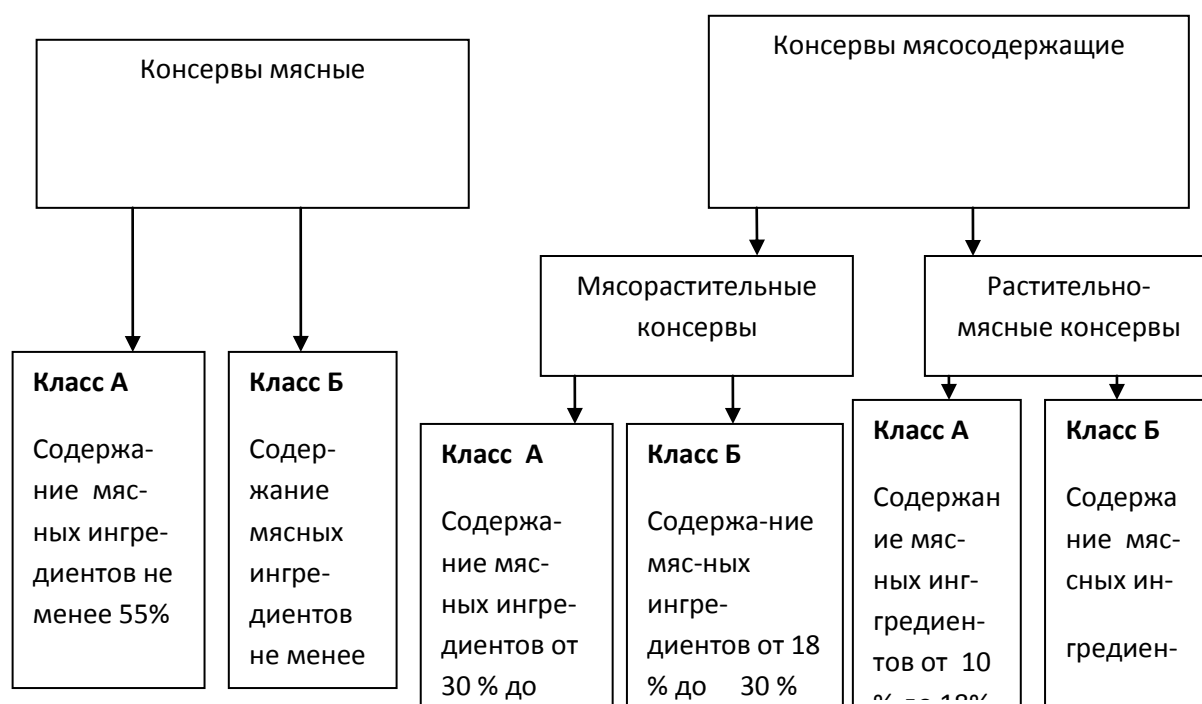 Консервы мясные
Консервы мясосодержащие
Мясорастительные
консервы
Растительно-
мясные консервы
Класс А
Содержа-
ние мяс-
ных ингре-
диентов не
менее 55%
Класс Б
Содер-
жание
мясных
ингре-
диентов
не менее
Класс А
Содержа-
ние мяс-
ных ингре-
диентов от
30 % до
Класс Б
Содержа-ние
мяс-ных
ингре-
диентов от 18
% до 30 %
Класс А
Содержан
ие мяс-
ных инг-
гредиен-
тов от 10
% до 18%
Класс Б
Содержа
ние мяс-
сных ин-
гредиен-